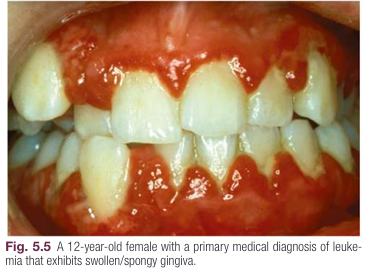 Fig. 5.5 A 12-year-old female with a primary medical diagnosis of leuke-
mia that exhibits swollen/spongy gingiva.